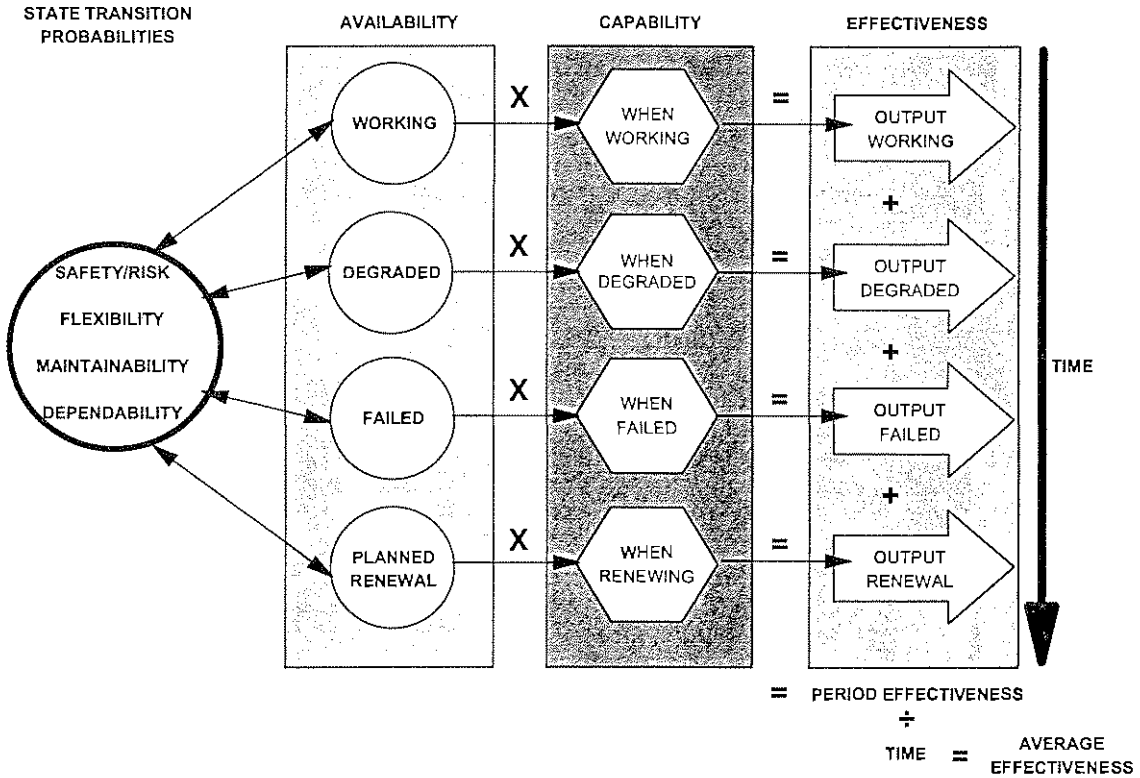 STATE TRANSITION
PROBABILITIES
AVAILABILITY
CAPABILITY
EFFECTIVENESS
WORKING
X
WHEN
WORKING
=
OUTPUT
WORKING
+
SAFETY/RISK
FLEXIBILITY
MAINTAINABILITY
DEPENDABILITY
DEGRADED
X
WHEN
DEGRADED
=
OUTPUT
DEGRADED
+
TIME
FAILED
X
WHEN
FAILED
=
OUTPUT
FAILED
+
PLANNED
RENEWAL
X
WHEN
RENEWING
=
OUTPUT
RENEWAL
= PERIOD EFFECTIVENESS
÷
TIME = AVERAGE
EFFECTIVENESS